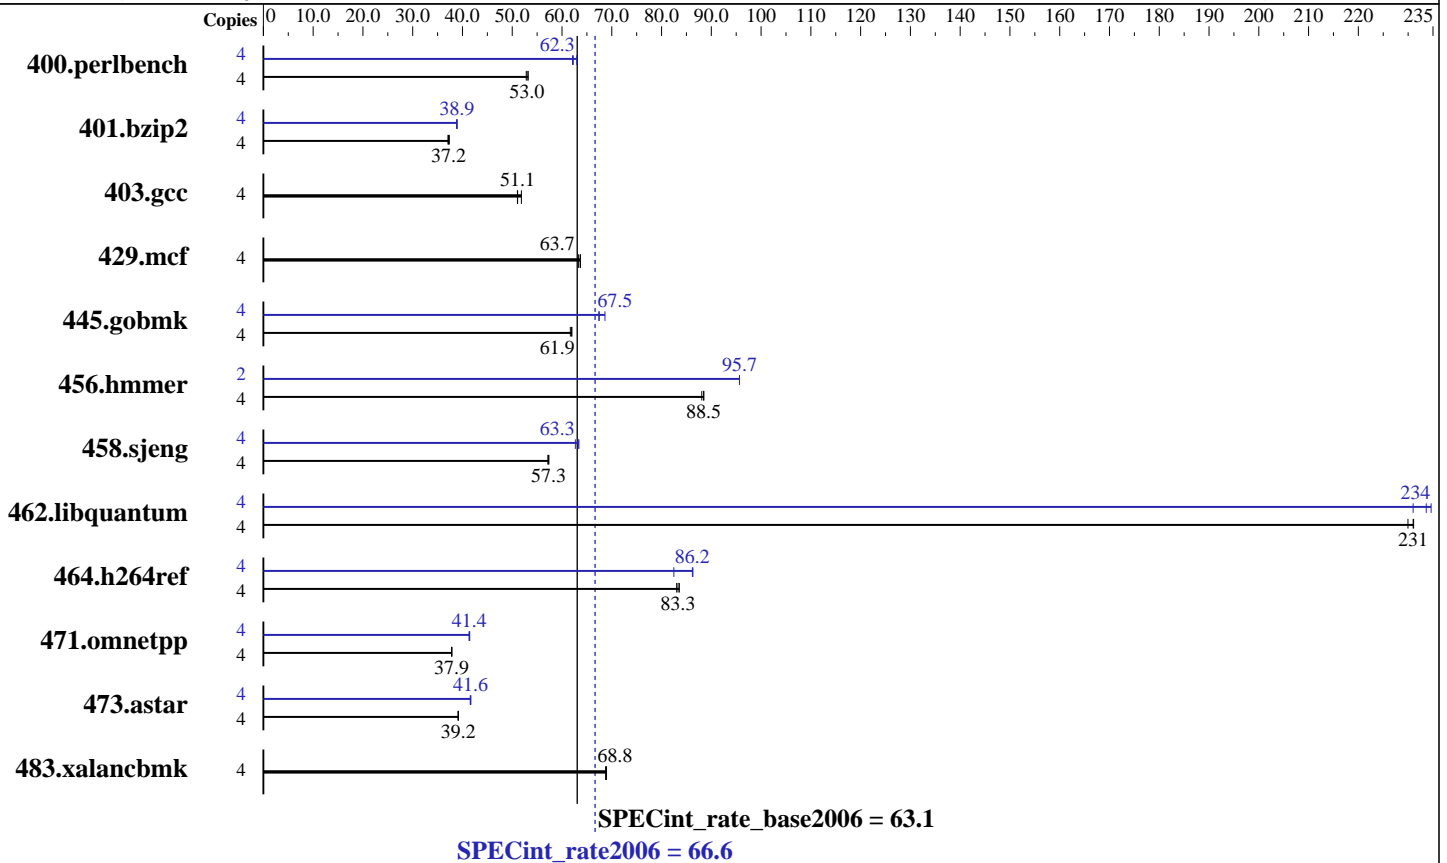 Copies 0 10.0 20.0 30.0 40.0 50.0 60.0 70.0 80.0 90.0 100 110 120 130 140 150 160 170 180 190 200 210 220 235
400.perlbench 4 62.3
4 53.0
401.bzip2 4 38.9
4 37.2
403.gcc 4 51.1
429.mcf 4 63.7
445.gobmk 4 67.5
4 61.9
456.hmmer 2 95.7
4 88.5
458.sjeng 4 63.3
4 57.3
462.libquantum 4 234
4 231
464.h264ref 4 86.2
4 83.3
471.omnetpp 4 41.4
4 37.9
473.astar 4 41.6
4 39.2
483.xalancbmk 4 68.8
SPECint_rate_base2006 = 63.1
SPECint_rate2006 = 66.6